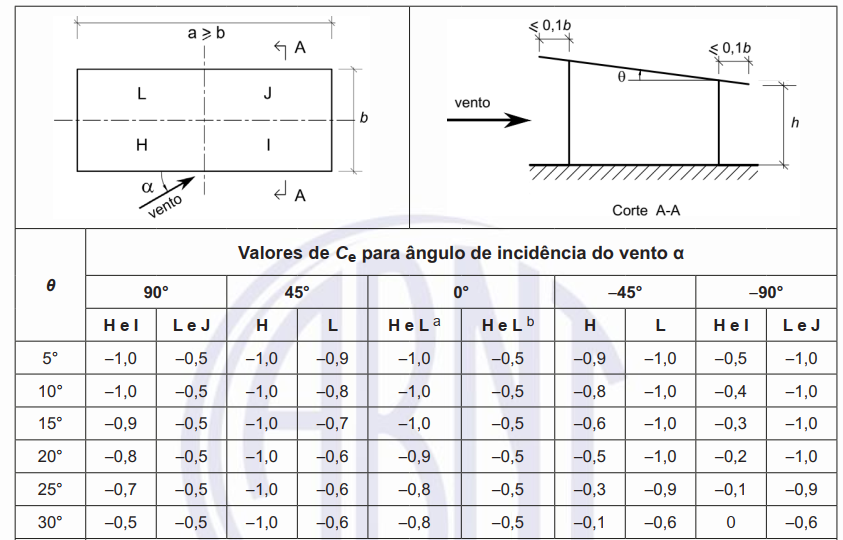 a ⩾ b
A
L J
b
H I
α
vento
A
⩽ 0,1b
⩽ 0,1b
θ
vento
h
Corte A-A
θ
Valores de Ce para ângulo de incidência do vento α
90° 45° 0° –45° –90°
H e I L e J H L H e L a H e L b H L H e I L e J
5° –1,0 –0,5 –1,0 –0,9 –1,0 –0,5 –0,9 –1,0 –0,5 –1,0
10° –1,0 –0,5 –1,0 –0,8 –1,0 –0,5 –0,8 –1,0 –0,4 –1,0
15° –0,9 –0,5 –1,0 –0,7 –1,0 –0,5 –0,6 –1,0 –0,3 –1,0
20° –0,8 –0,5 –1,0 –0,6 –0,9 –0,5 –0,5 –1,0 –0,2 –1,0
25° –0,7 –0,5 –1,0 –0,6 –0,8 –0,5 –0,3 –0,9 –0,1 –0,9
30° –0,5 –0,5 –1,0 –0,6 –0,8 –0,5 –0,1 –0,6 0 –0,6
ABNT